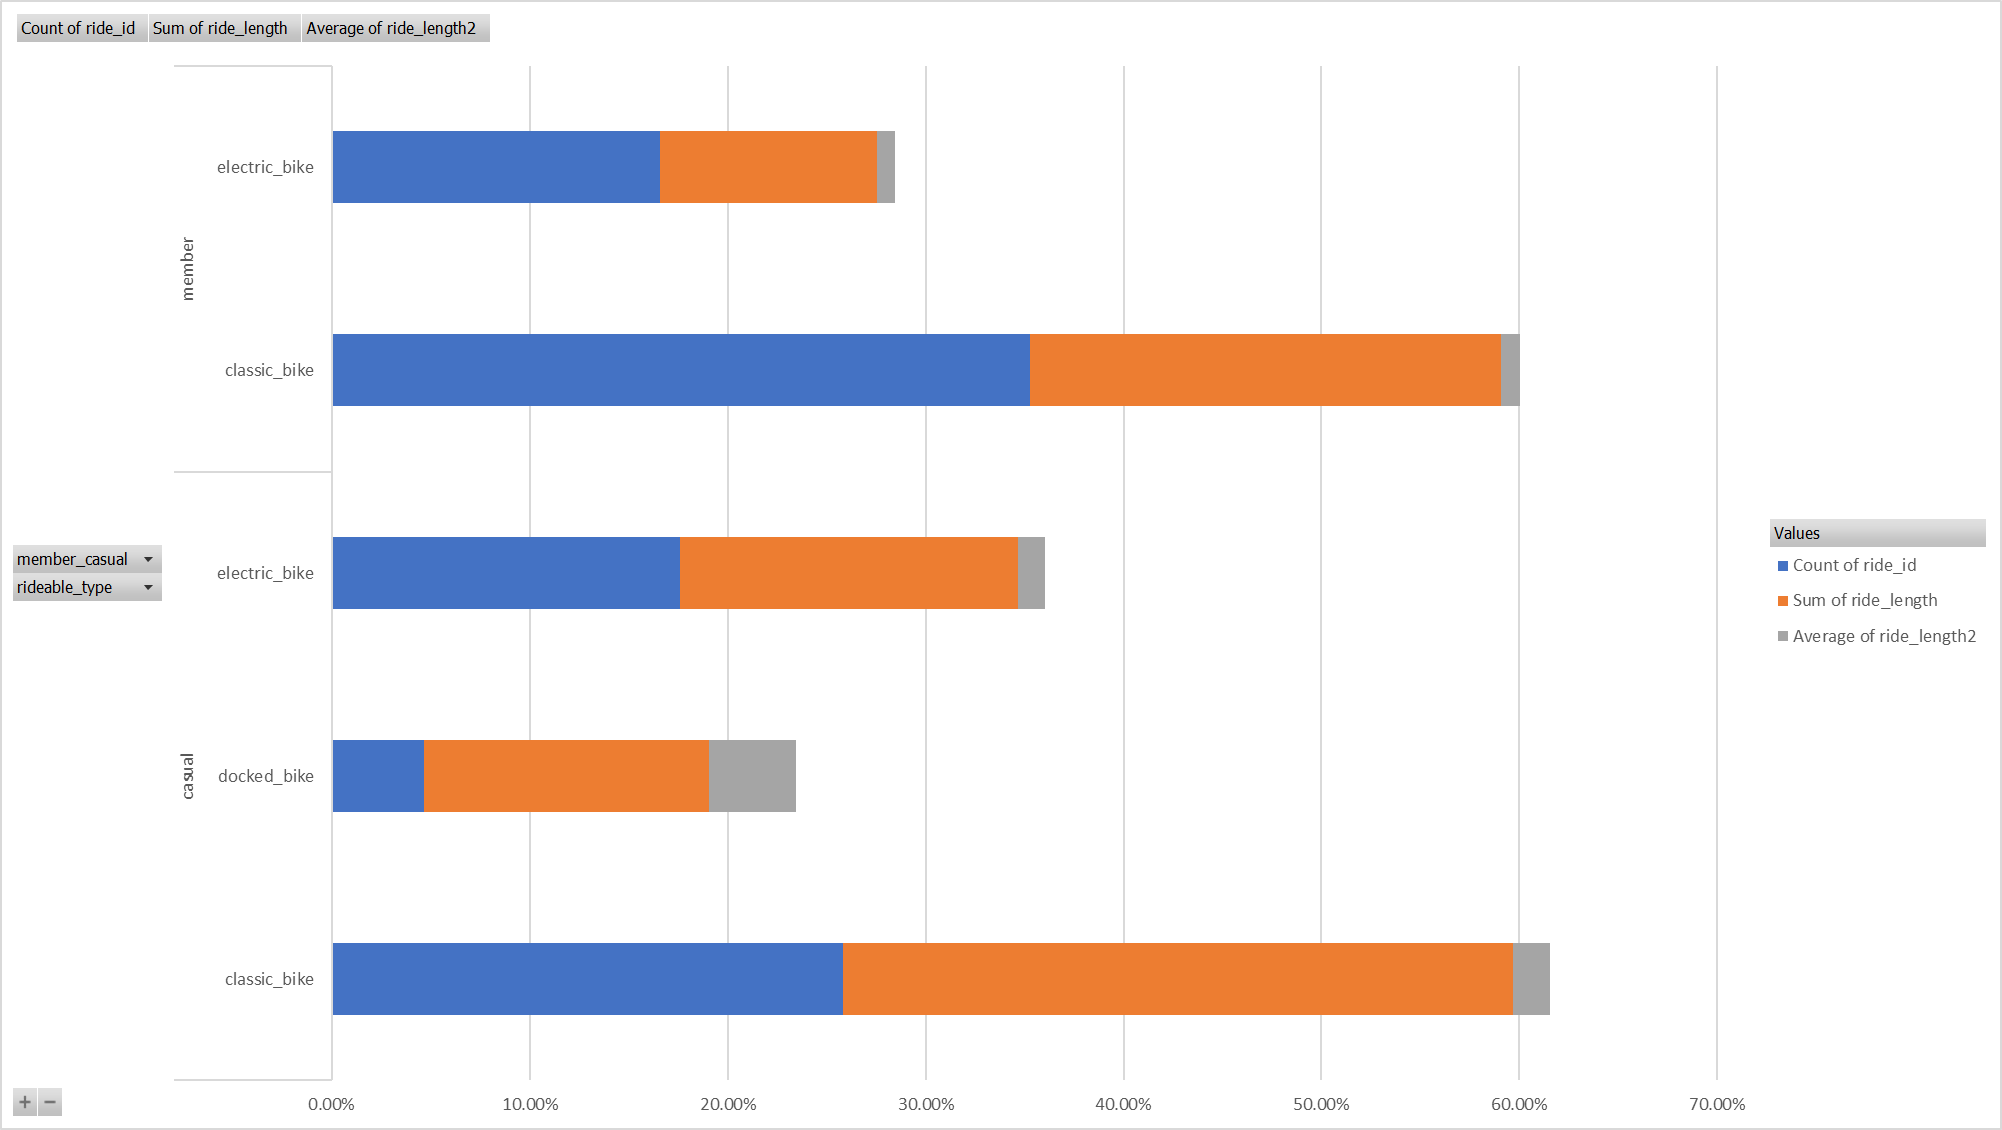 Count of ride_id Sum of ride_length Average of ride_length2
electric_bike
member
classic_bike
electric_bike
member_casual
rideable_type
casual
docked_bike
classic_bike
Values
Count of ride_id
Sum of ride_length
Average of ride_length2
+ −
0.00% 10.00% 20.00% 30.00% 40.00% 50.00% 60.00% 70.00%